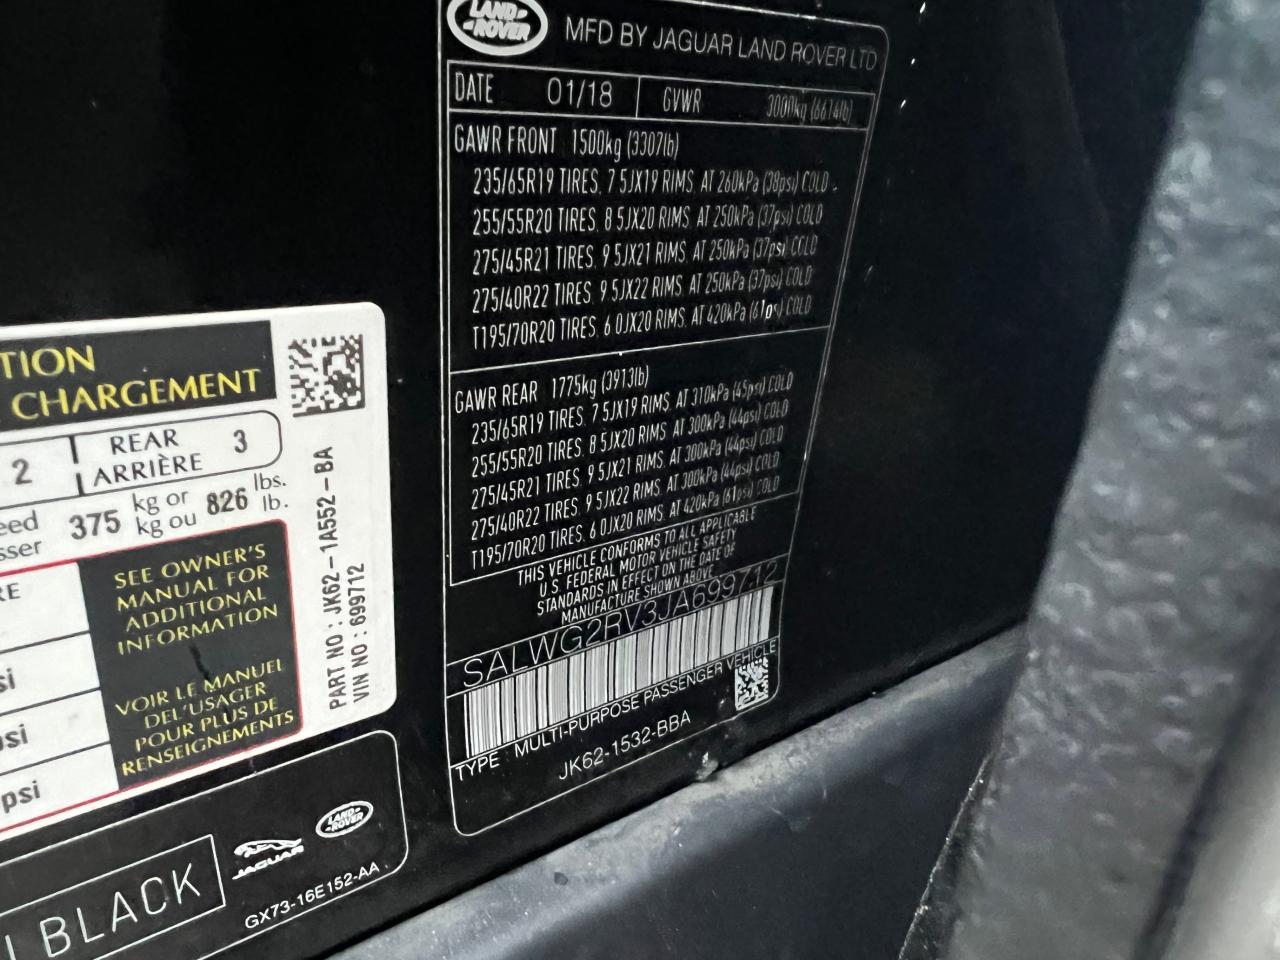 TION
CHARGEMENT
2
REAR
ARRIÈRE
3
eed
sser
375
kg or
kg ou
826
lbs.
lb.
RE
SEE OWNER'S
MANUAL FOR
ADDITIONAL
INFORMATION
VOIR LE MANUEL
DEL'USAGER
POUR PLUS DE
RENSEIGNEMENTS
si
psi
psi
PART NO : JK62-1A552-BA
VIN NO : 699712
BLACK
JAGUAR
LAND-
-ROVER
GX73-16E152-AA
LAND-
-ROVER
MFD BY JAGUAR LAND ROVER LTD
DATE 01/18 GVWR 3000kg (6614lb)
GAWR FRONT 1500kg (3307lb)
235/65R19 TIRES, 7.5JX19 RIMS, AT 260kPa (38psi) COLD
255/55R20 TIRES, 8.5JX20 RIMS, AT 250kPa (37psi) COLD
275/45R21 TIRES, 9.5JX21 RIMS, AT 250kPa (37psi) COLD
275/40R22 TIRES, 9.5JX22 RIMS, AT 250kPa (37psi) COLD
T195/70R20 TIRES, 6.0JX20 RIMS, AT 420kPa (61psi) COLD
GAWR REAR 1775kg (3913lb)
235/65R19 TIRES, 7.5JX19 RIMS, AT 310kPa (45psi) COLD
255/55R20 TIRES, 8.5JX20 RIMS, AT 300kPa (44psi) COLD
275/45R21 TIRES, 9.5JX21 RIMS, AT 300kPa (44psi) COLD
275/40R22 TIRES, 9.5JX22 RIMS, AT 300kPa (44psi) COLD
T195/70R20 TIRES, 6.0JX20 RIMS, AT 420kPa (61psi) COLD
THIS VEHICLE CONFORMS TO ALL APPLICABLE
U.S. FEDERAL MOTOR VEHICLE SAFETY
STANDARDS IN EFFECT ON THE DATE OF
MANUFACTURE SHOWN ABOVE
SALWG2RV3JA699712
TYPE : MULTI-PURPOSE PASSENGER VEHICLE
JK62-1532-BBA